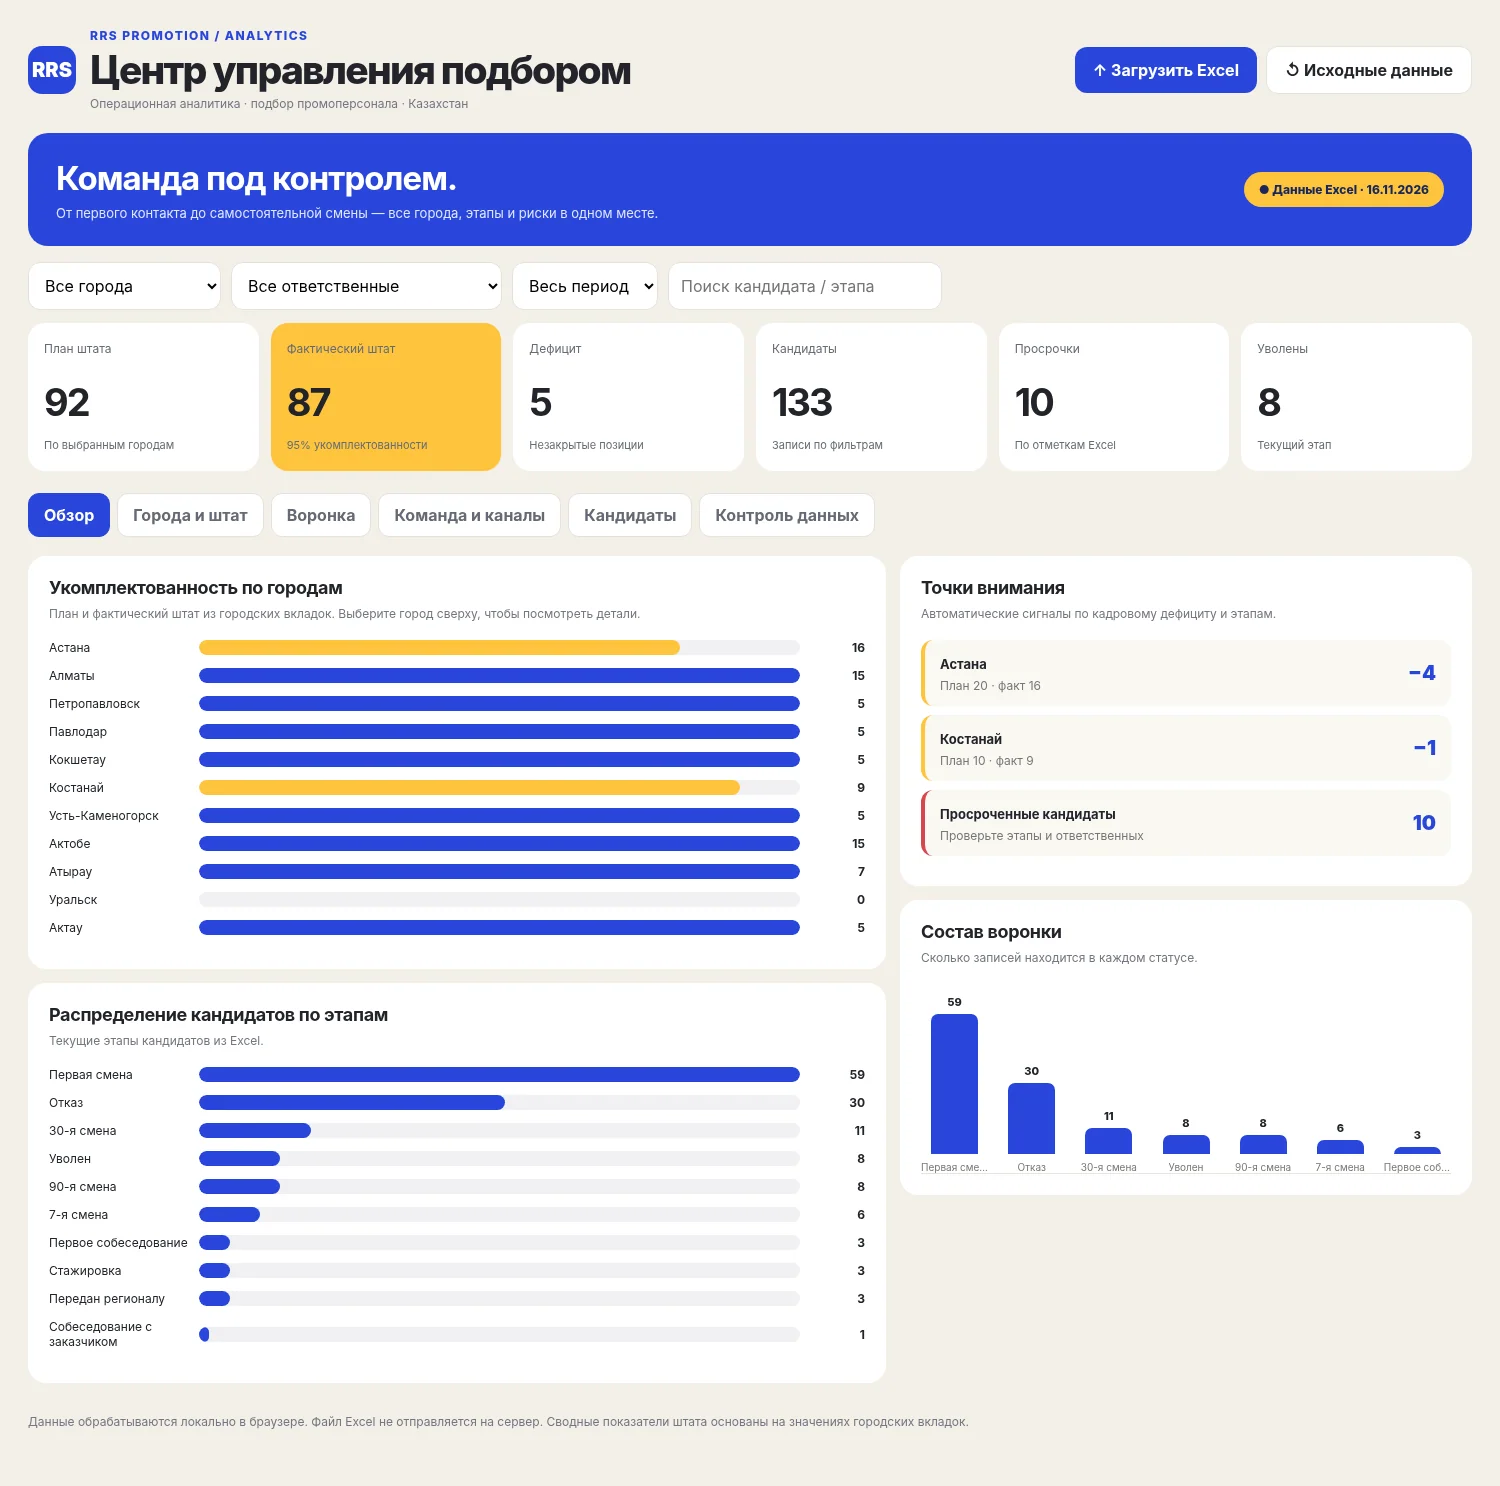 RRS
RRS PROMOTION / ANALYTICS
Центр управления подбором
Операционная аналитика · подбор промоперсонала · Казахстан
↑ Загрузить Excel
↺ Исходные данные
Команда под контролем.
От первого контакта до самостоятельной смены — все города, этапы и риски в одном месте.
● Данные Excel · 16.11.2026
Все города
Все ответственные
Весь период
Поиск кандидата / этапа
План штата
92
По выбранным городам
Фактический штат
87
95% укомплектованности
Дефицит
5
Незакрытые позиции
Кандидаты
133
Записи по фильтрам
Просрочки
10
По отметкам Excel
Уволены
8
Текущий этап
Обзор
Города и штат
Воронка
Команда и каналы
Кандидаты
Контроль данных
Укомплектованность по городам
План и фактический штат из городских вкладок. Выберите город сверху, чтобы посмотреть детали.
Астана 16
Алматы 15
Петропавловск 5
Павлодар 5
Кокшетау 5
Костанай 9
Усть-Каменогорск 5
Актобе 15
Атырау 7
Уральск 0
Актау 5
Распределение кандидатов по этапам
Текущие этапы кандидатов из Excel.
Первая смена 59
Отказ 30
30-я смена 11
Уволен 8
90-я смена 8
7-я смена 6
Первое собеседование 3
Стажировка 3
Передан регионалу 3
Собеседование с
заказчиком 1
Точки внимания
Автоматические сигналы по кадровому дефициту и этапам.
Астана
План 20 · факт 16
−4
Костанай
План 10 · факт 9
−1
Просроченные кандидаты
Проверьте этапы и ответственных
10
Состав воронки
Сколько записей находится в каждом статусе.
59
30
11
8
8
6
3
Первая сме...
Отказ
30-я смена
Уволен
90-я смена
7-я смена
Первое соб...
Данные обрабатываются локально в браузере. Файл Excel не отправляется на сервер. Сводные показатели штата основаны на значениях городских вкладок.